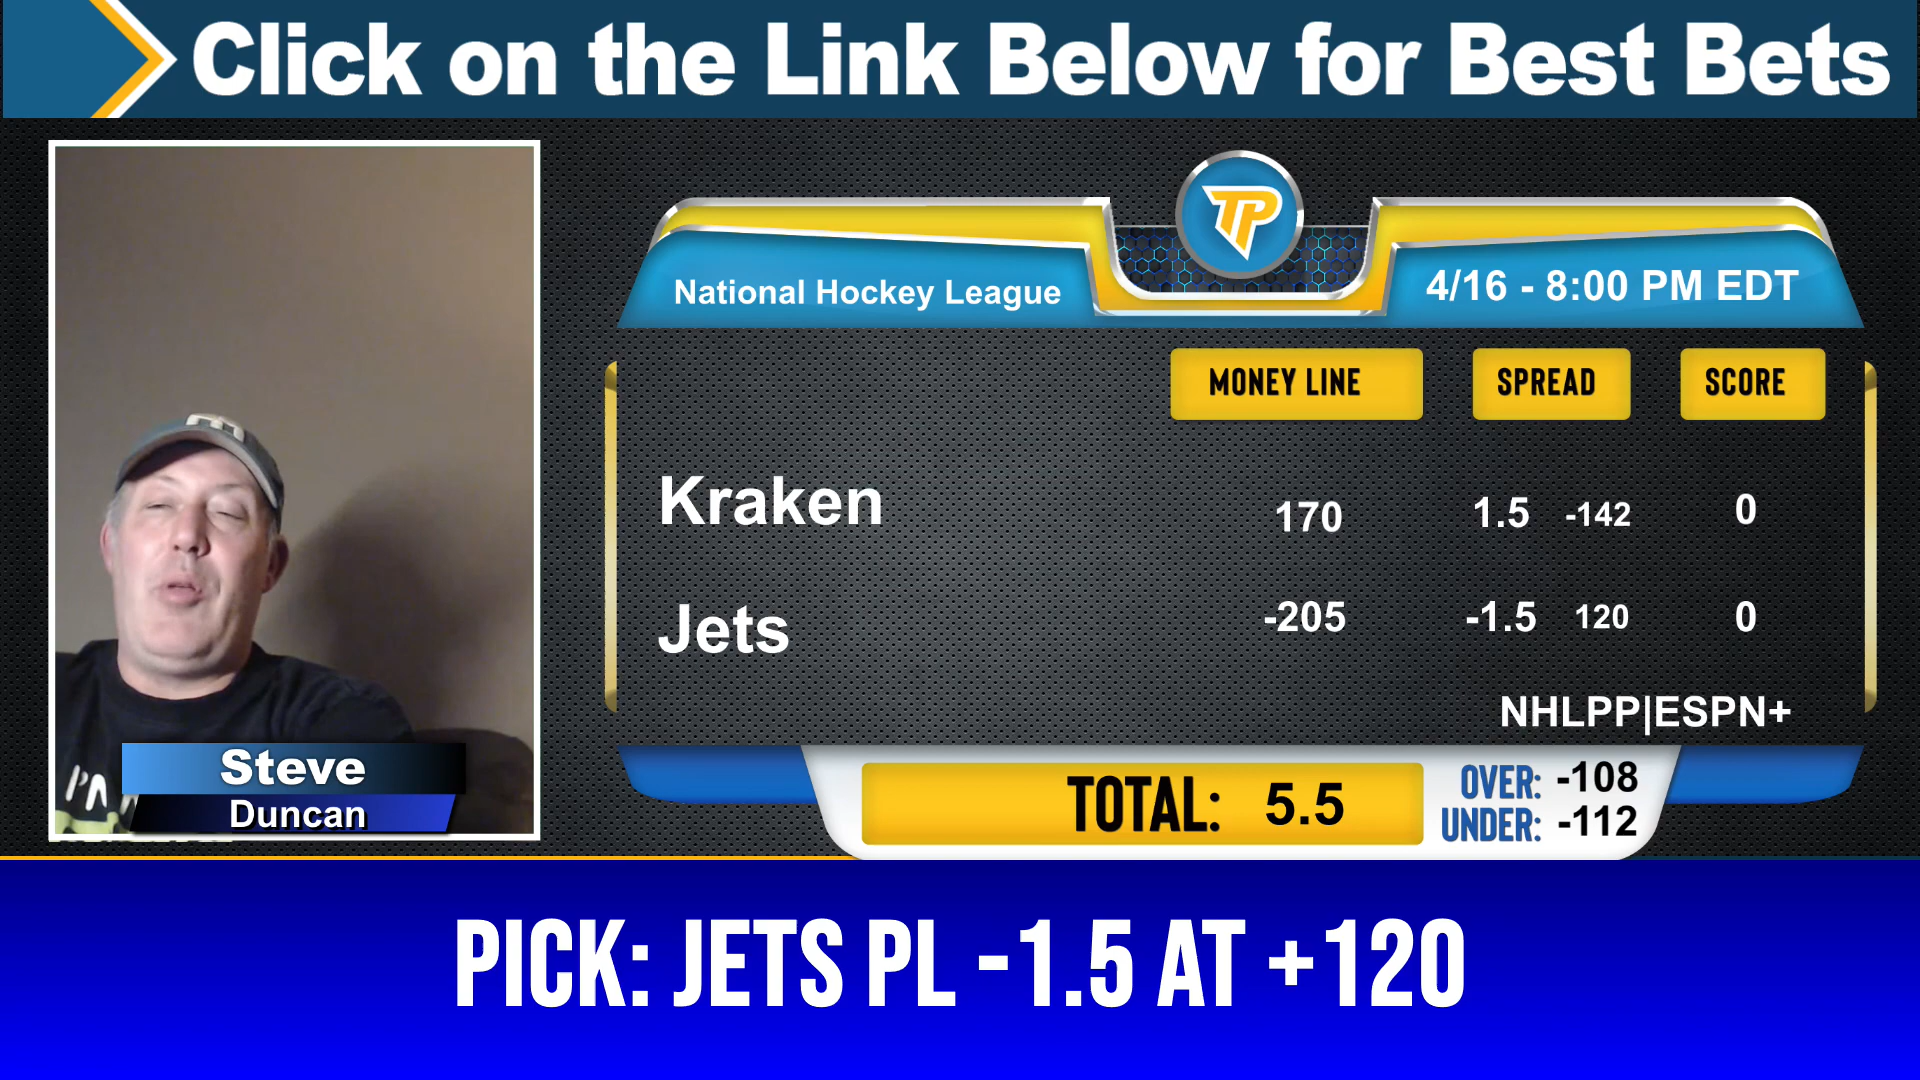 Click on the Link Below for Best Bets
TP
National Hockey League
4/16 - 8:00 PM EDT
MONEY LINE SPREAD SCORE
Kraken 170 1.5 -142 0
Jets -205 -1.5 120 0
NHLPP|ESPN+
Steve
Duncan
TOTAL: 5.5
OVER: -108
UNDER: -112
PICK: JETS PL -1.5 AT +120